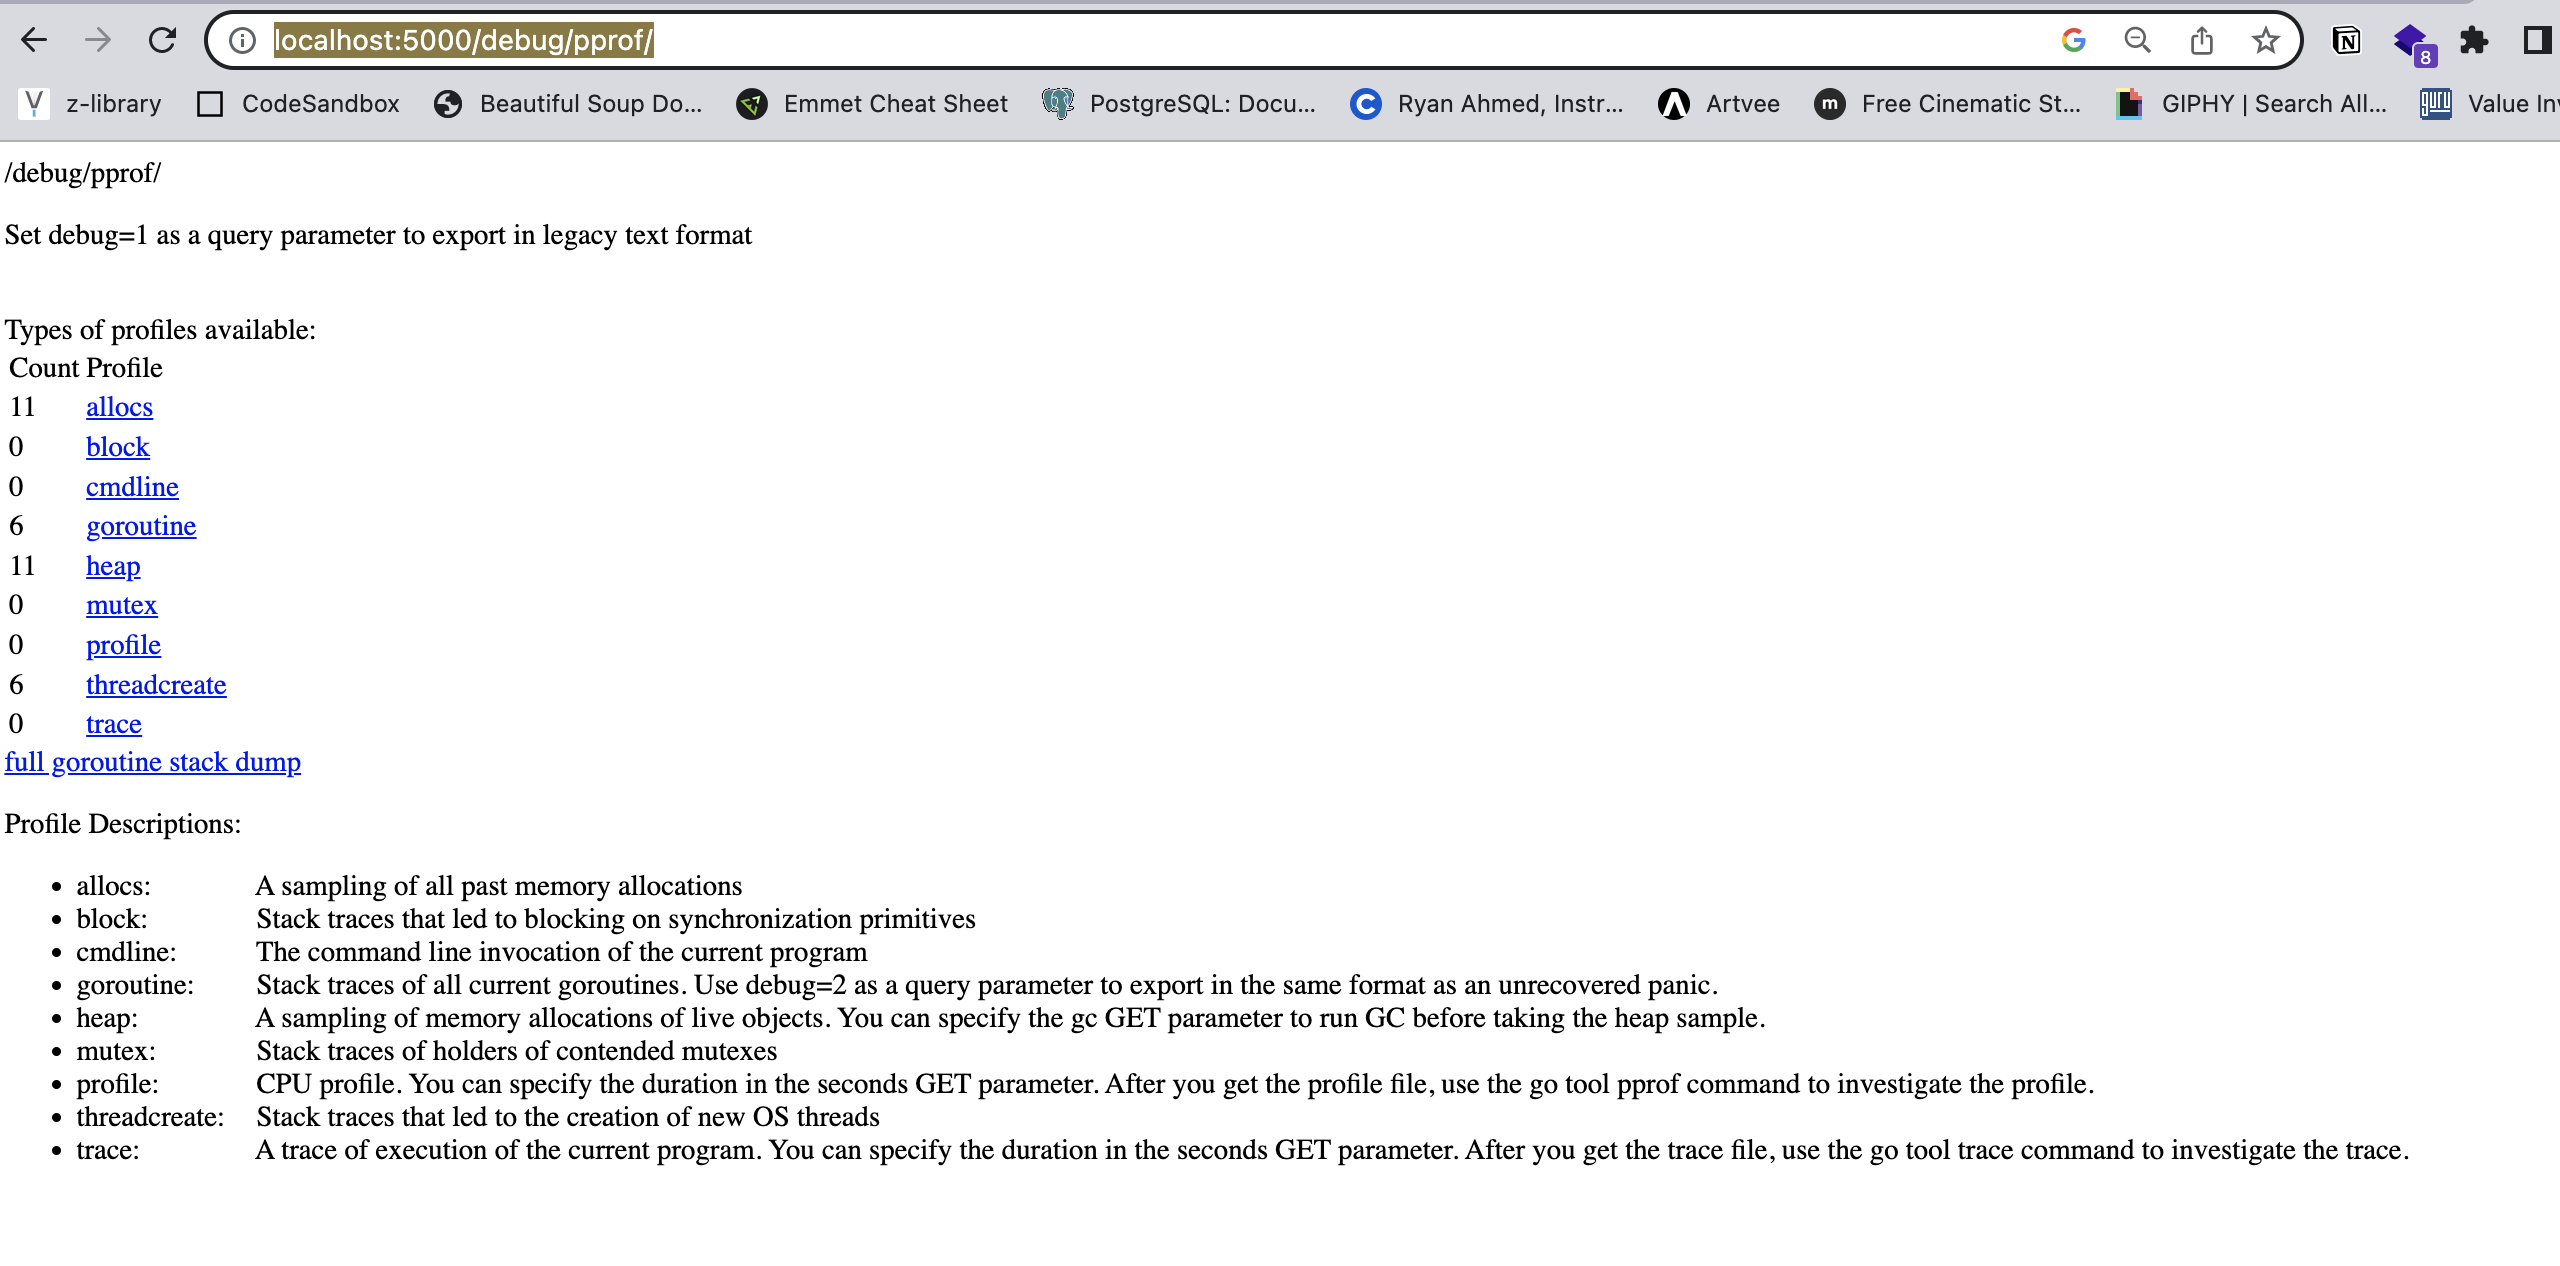 localhost:5000/debug/pprof/
8
z-library CodeSandbox Beautiful Soup Do... Emmet Cheat Sheet PostgreSQL: Docu... Ryan Ahmed, Instr... Artvee Free Cinematic St... GIPHY | Search All... Value Inv
/debug/pprof/
Set debug=1 as a query parameter to export in legacy text format
Types of profiles available:
Count Profile
11 allocs
0 block
0 cmdline
6 goroutine
11 heap
0 mutex
0 profile
6 threadcreate
0 trace
full goroutine stack dump
Profile Descriptions:
• allocs: A sampling of all past memory allocations
• block: Stack traces that led to blocking on synchronization primitives
• cmdline: The command line invocation of the current program
• goroutine: Stack traces of all current goroutines. Use debug=2 as a query parameter to export in the same format as an unrecovered panic.
• heap: A sampling of memory allocations of live objects. You can specify the gc GET parameter to run GC before taking the heap sample.
• mutex: Stack traces of holders of contended mutexes
• profile: CPU profile. You can specify the duration in the seconds GET parameter. After you get the profile file, use the go tool pprof command to investigate the profile.
• threadcreate: Stack traces that led to the creation of new OS threads
• trace: A trace of execution of the current program. You can specify the duration in the seconds GET parameter. After you get the trace file, use the go tool trace command to investigate the trace.